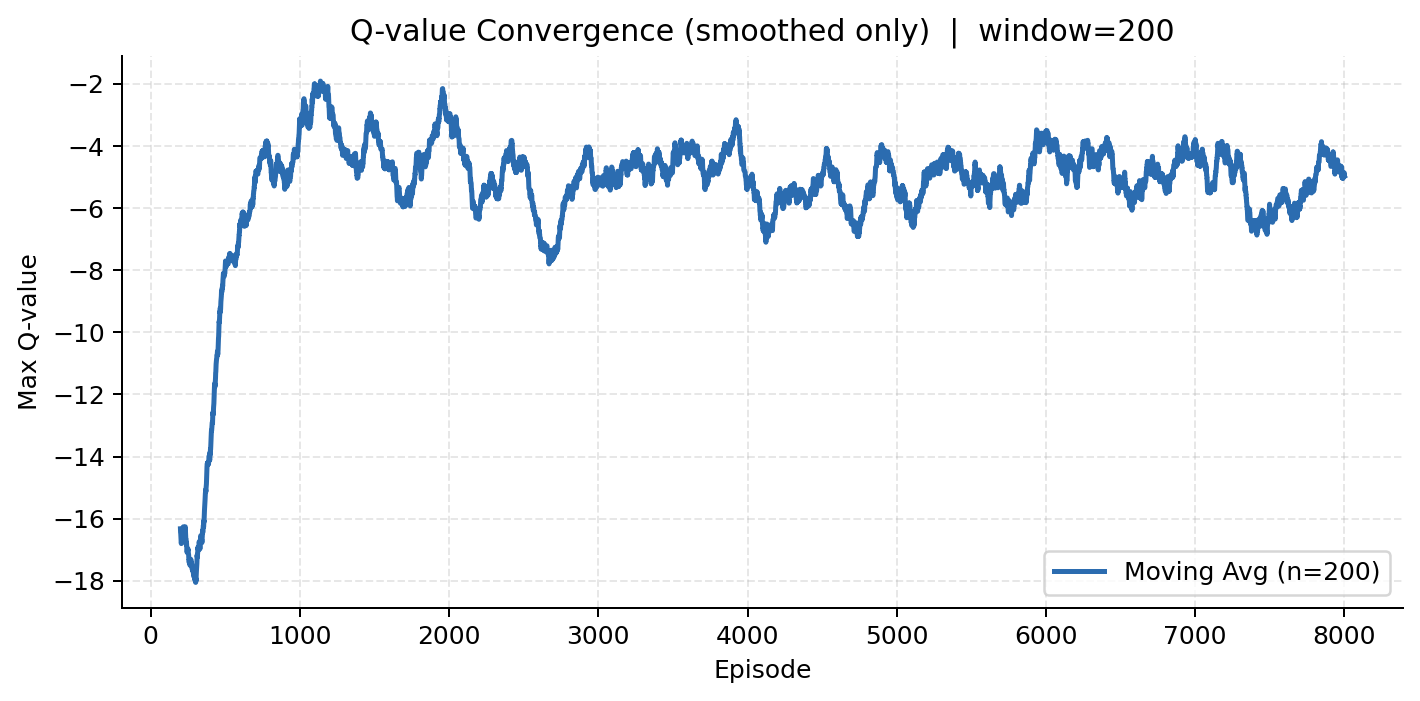 Q-value Convergence (smoothed only)  |  window=200
Max Q-value
−2
−4
−6
−8
−10
−12
−14
−16
−18
Moving Avg (n=200)
0 1000 2000 3000 4000 5000 6000 7000 8000
Episode